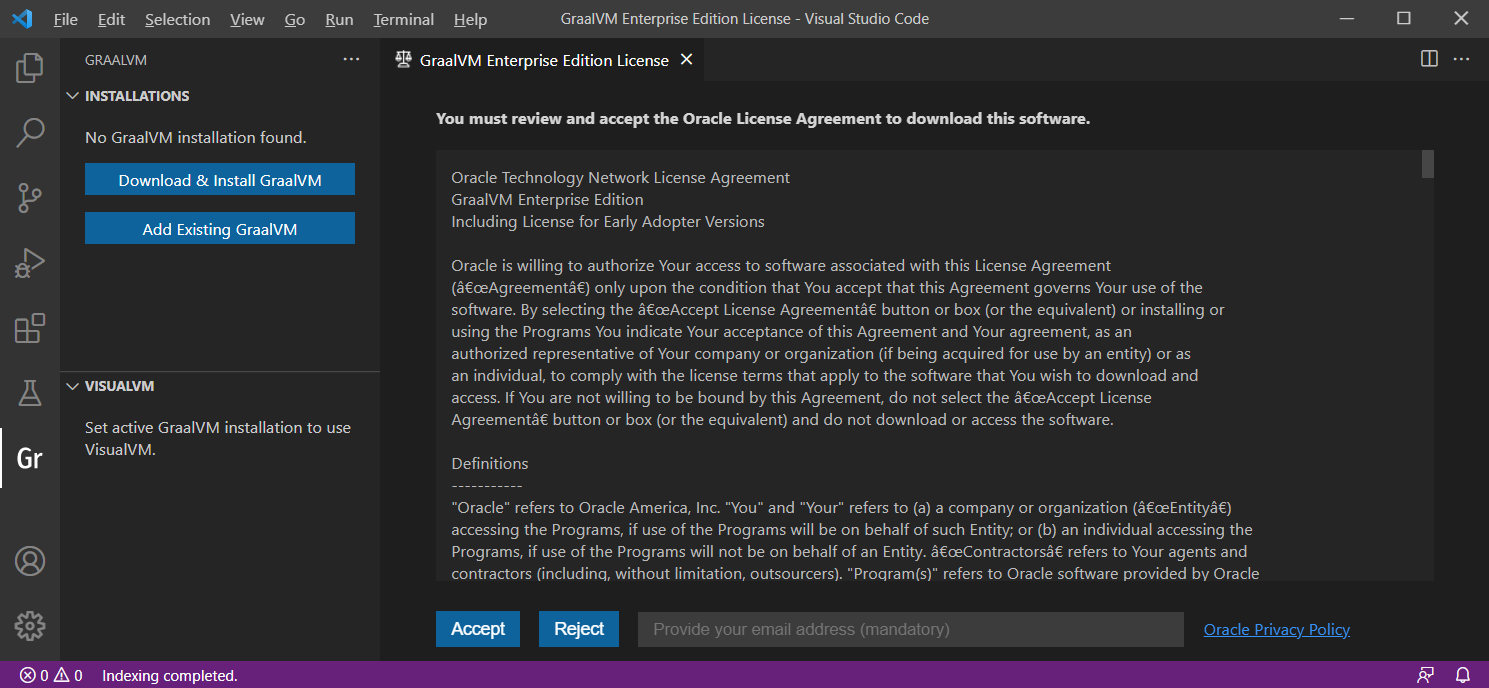 File Edit Selection View Go Run Terminal Help GraalVM Enterprise Edition License - Visual Studio Code
GRAALVM
INSTALLATIONS
No GraalVM installation found.
Download & Install GraalVM
Add Existing GraalVM
VISUALVM
Set active GraalVM installation to use
VisualVM.
Gr
GraalVM Enterprise Edition License
You must review and accept the Oracle License Agreement to download this software.
Oracle Technology Network License Agreement
GraalVM Enterprise Edition
Including License for Early Adopter Versions
Oracle is willing to authorize Your access to software associated with this License Agreement
(â€œAgreementâ€) only upon the condition that You accept that this Agreement governs Your use of the
software. By selecting the â€œAccept License Agreementâ€ button or box (or the equivalent) or installing or
using the Programs You indicate Your acceptance of this Agreement and Your agreement, as an
authorized representative of Your company or organization (if being acquired for use by an entity) or as
an individual, to comply with the license terms that apply to the software that You wish to download and
access. If You are not willing to be bound by this Agreement, do not select the â€œAccept License
Agreementâ€ button or box (or the equivalent) and do not download or access the software.
Definitions
-----------
"Oracle" refers to Oracle America, Inc. "You" and "Your" refers to (a) a company or organization (â€œEntityâ€)
accessing the Programs, if use of the Programs will be on behalf of such Entity; or (b) an individual accessing the
Programs, if use of the Programs will not be on behalf of an Entity. â€œContractorsâ€ refers to Your agents and
contractors (including, without limitation, outsourcers). "Program(s)" refers to Oracle software provided by Oracle
Accept Reject Provide your email address (mandatory) Oracle Privacy Policy
0 0 Indexing completed.